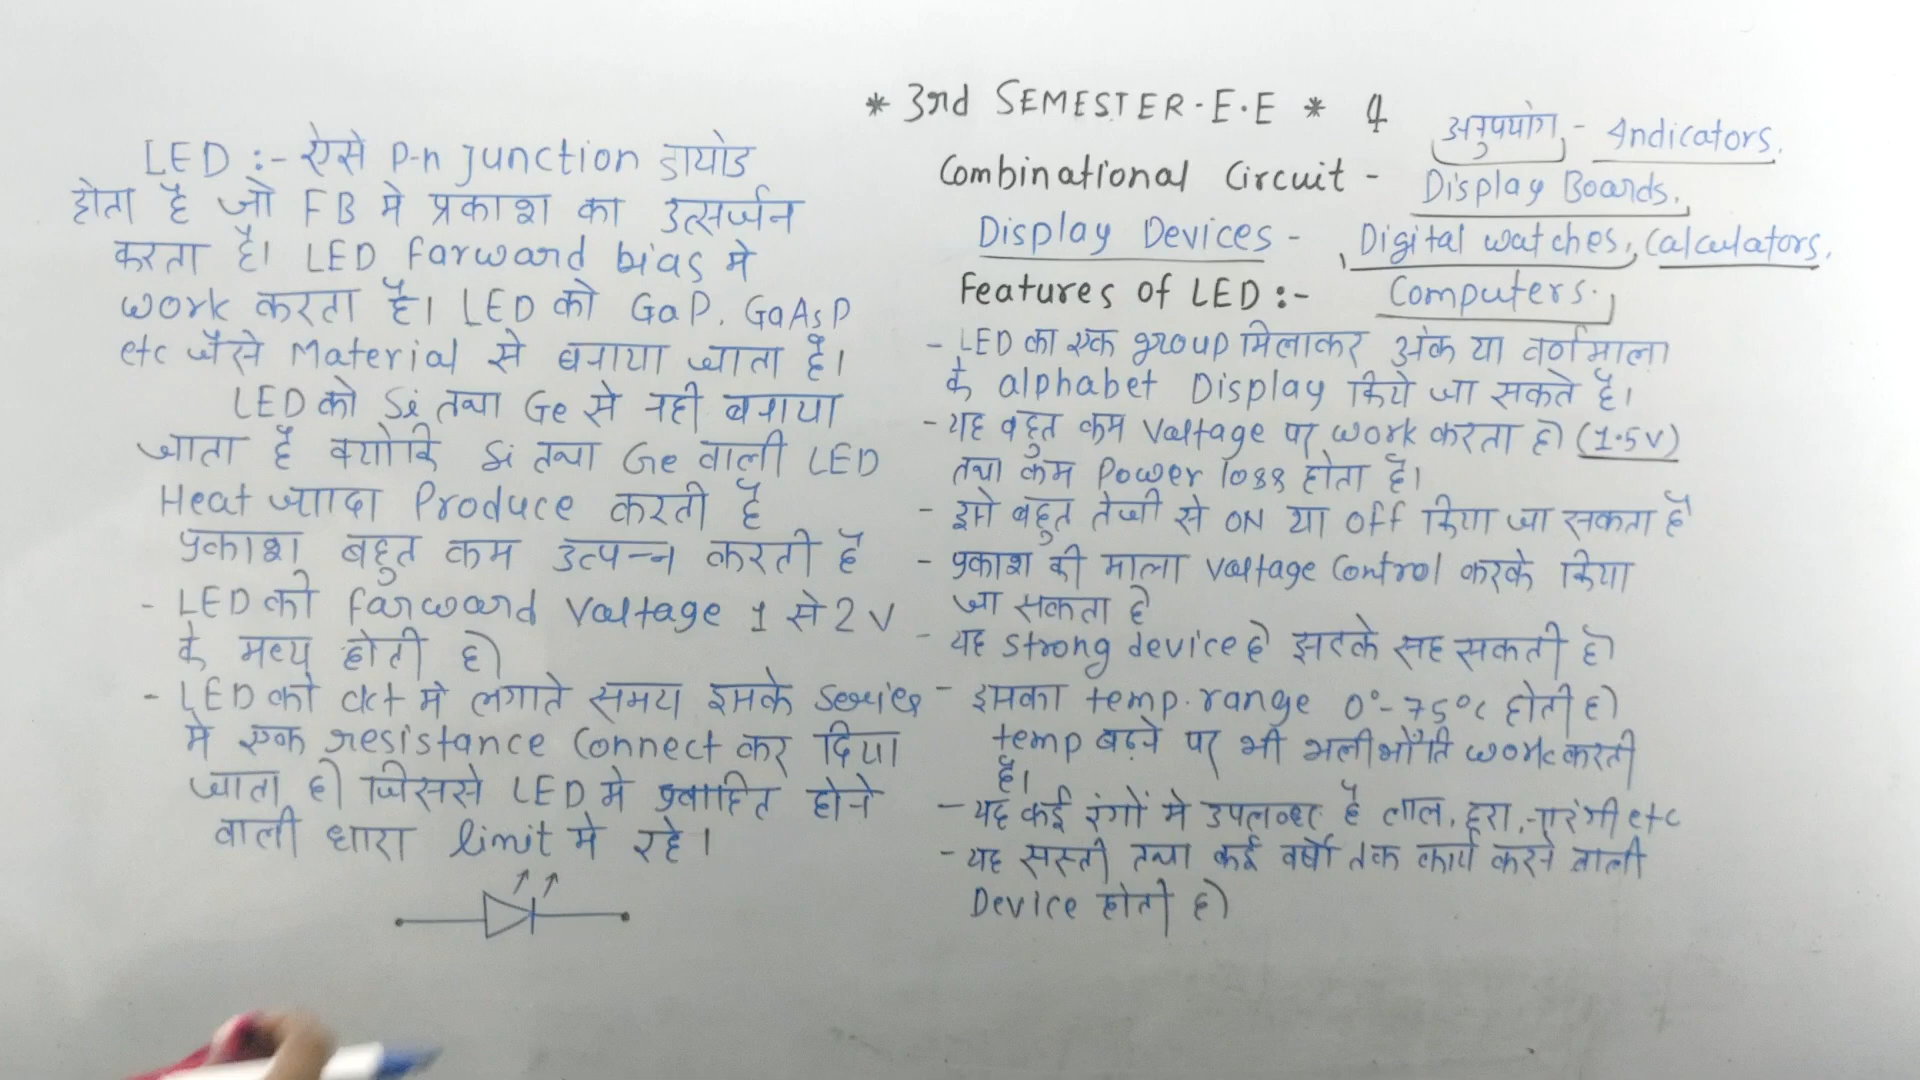 * 3rd SEMESTER-E.E * 4
LED :- ऐसे P-n Junction डायोड
होता है जो FB मे प्रकाश का उत्सर्जन
करता है। LED Farward bias मे
work करता है। LED को GaP, GaAsP
etc जैसे Material से बनाया जाता है।
LED को Si तथा Ge से नही बनाया
जाता है क्योकि Si तथा Ge वाली LED
Heat ज्यादा Produce करती है
प्रकाश बहुत कम उत्पन्न करती है
- LED की farward Voltage 1 से 2 V
के मध्य होती है।
- LED को ckt मे लगाते समय इसके Series
मे एक resistance Connect कर दिया
जाता है। जिससे LED मे प्रवाहित होने
वाली धारा limit मे रहे।
Combinational Circuit -
Display Devices -
अनुपयोग - Indicators.
Display Boards,
Digital watches, Calculators,
Computers.
Features of LED :-
- LED का एक group मिलाकर अंक या वर्णमाला
के alphabet Display किये जा सकते है।
- यह बहुत कम Voltage पर work करता है। (1.5V)
तथा कम Power loss होता है।
- इसे बहुत तेजी से ON या Off किया जा सकता है
- प्रकाश की मात्रा Voltage Control करके किया
जा सकता है
- यह strong device है झटके सह सकती है।
- इसका temp. range 0°-75°c होती है।
temp बढ़ने पर भी भलीभाँति work करती
है।
- यह कई रंगों मे उपलब्ध है लाल, हरा, नारंगी etc
- यह सस्ती तथा कई वर्षो तक कार्य करने वाली
Device होती है।